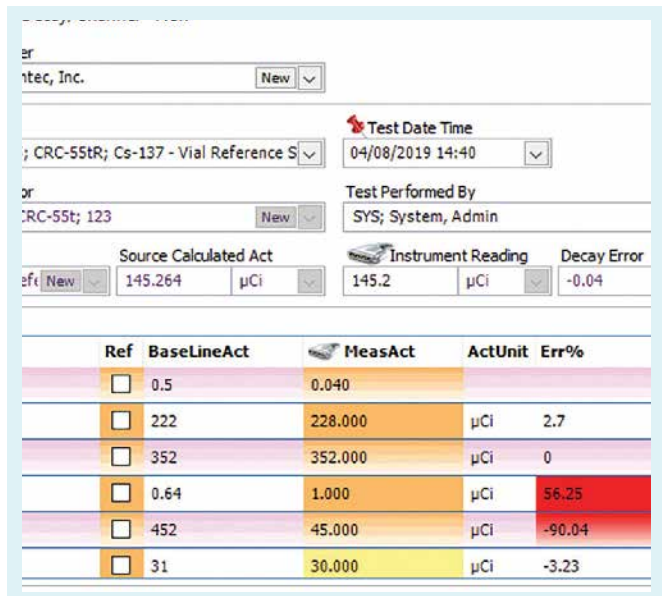 er
ntec, Inc. New
Test Date Time
; CRC-55tR; Cs-137 - Vial Reference S 04/08/2019 14:40
or Test Performed By
CRC-55t; 123 New SYS; System, Admin
Source Calculated Act Instrument Reading Decay Error
efe New 145.264 µCi 145.2 µCi -0.04
Ref BaseLineAct MeasAct ActUnit Err%
0.5 0.040
222 228.000 µCi 2.7
352 352.000 µCi 0
0.64 1.000 µCi 56.25
452 45.000 µCi -90.04
31 30.000 µCi -3.23